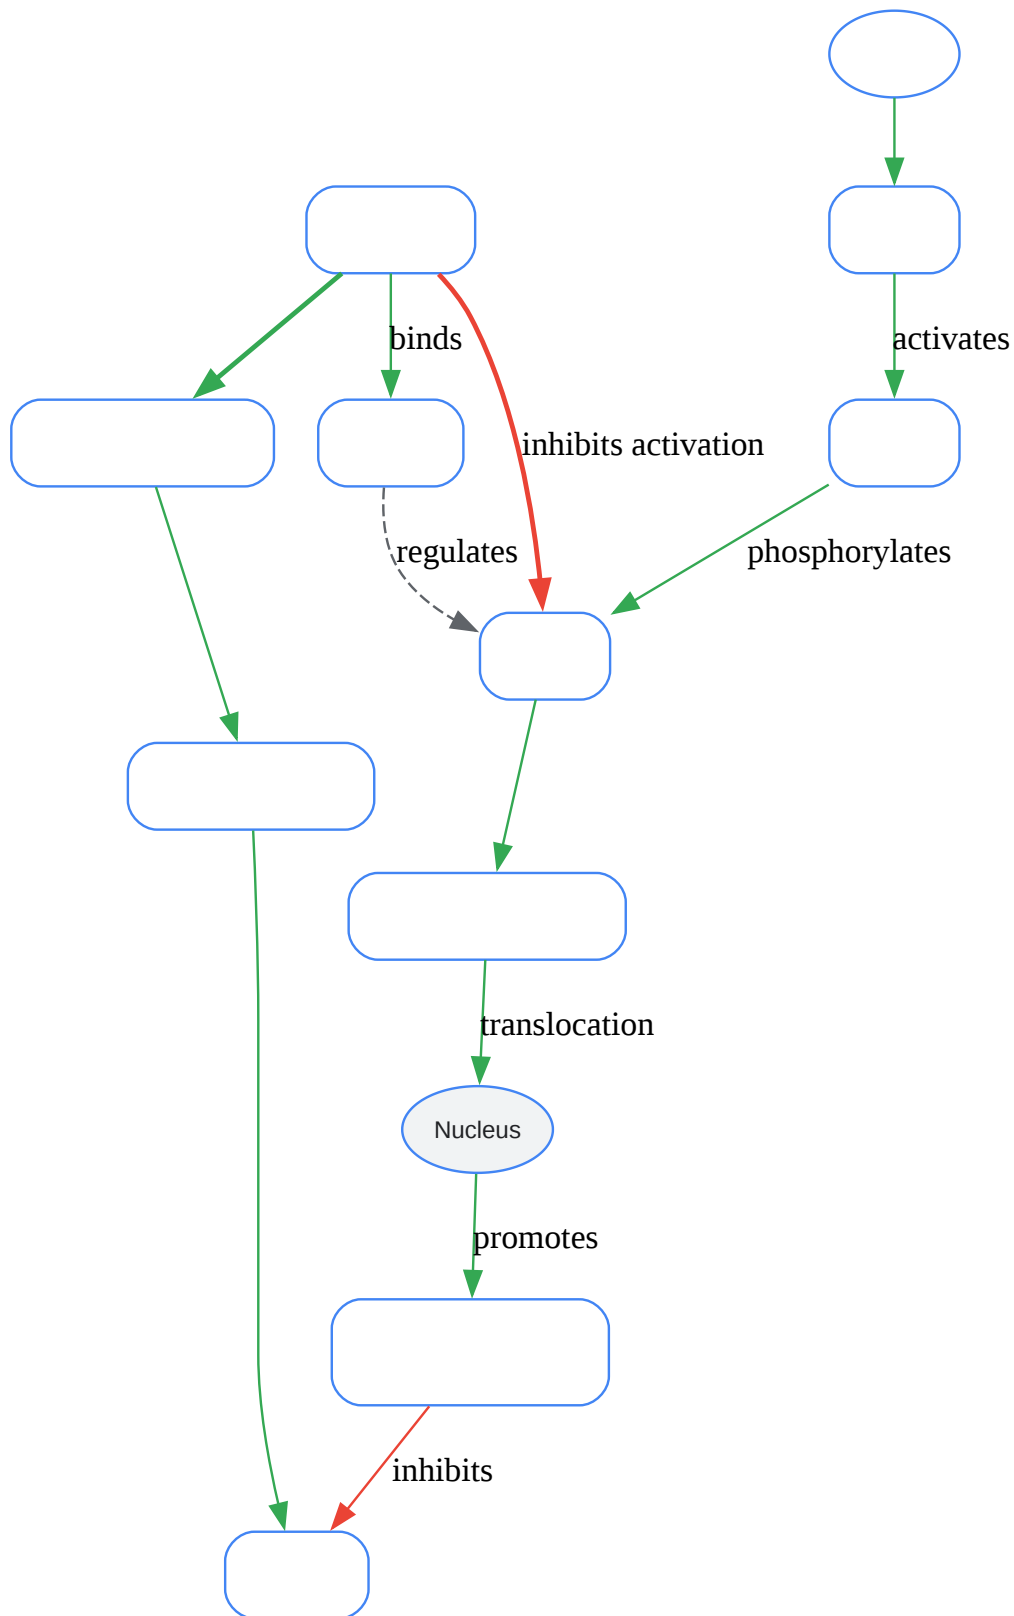 binds
activates
inhibits activation
regulates
phosphorylates
translocation
Nucleus
promotes
inhibits